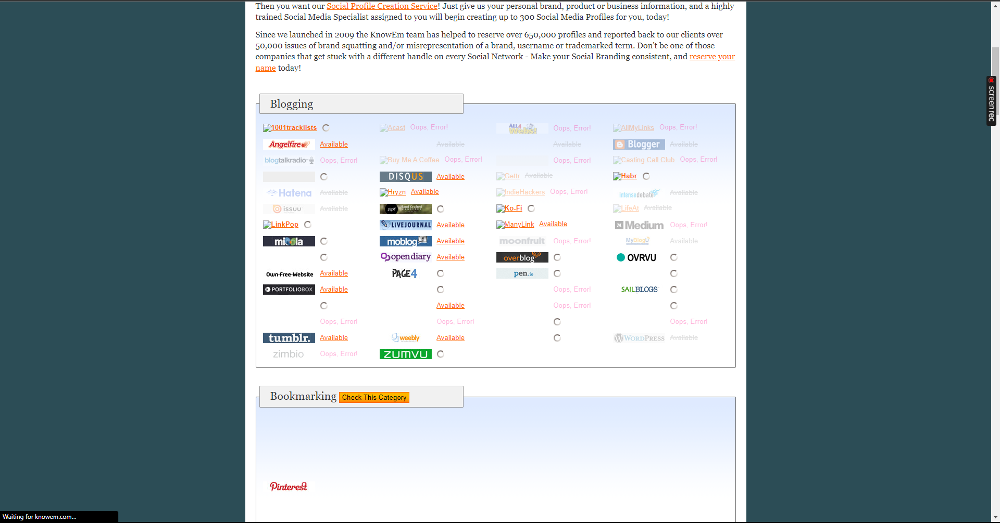 Then you want our Social Profile Creation Service! Just give us your personal brand, product or business information, and a highly
trained Social Media Specialist assigned to you will begin creating up to 300 Social Media Profiles for you, today!
Since we launched in 2009 the KnowEm team has helped to reserve over 650,000 profiles and reported back to our clients over
50,000 issues of brand squatting and/or misrepresentation of a brand, username or trademarked term. Don't be one of those
companies that get stuck with a different handle on every Social Network - Make your Social Branding consistent, and reserve your
name today!
Blogging
1001tracklists Acast Oops, Error! ALL4 Webs! Oops, Error! AllMyLinks Oops, Error!
Angelfire Available Available Available Blogger Available
blogtalkradio Oops, Error! Buy Me A Coffee Oops, Error! Oops, Error! Casting Call Club Oops, Error!
DISQUS Available Gettr Available Habr
Hatena Available Hryzn Available IndieHackers Oops, Error! intensedebate Available
issuu Available Jigsy Hand Crafted WEBSITES Ko-Fi LifeAt Available
LinkPop LIVEJOURNAL Available ManyLink Available M Medium Oops, Error!
moblog Available moonfruit Oops, Error! MyBlogU Available
opendiary Available overblog OVRVU
Own-Free-Website Available PAGE4 pen.io
PORTFOLIOBOX Available Oops, Error! SAILBLOGS
Available Oops, Error!
Oops, Error! Oops, Error! Oops, Error!
tumblr. Available weebly Available WORDPRESS Available
zimbio Oops, Error! ZUMVU
Bookmarking Check This Category
Pinterest
Waiting for knowem.com...
screenrec